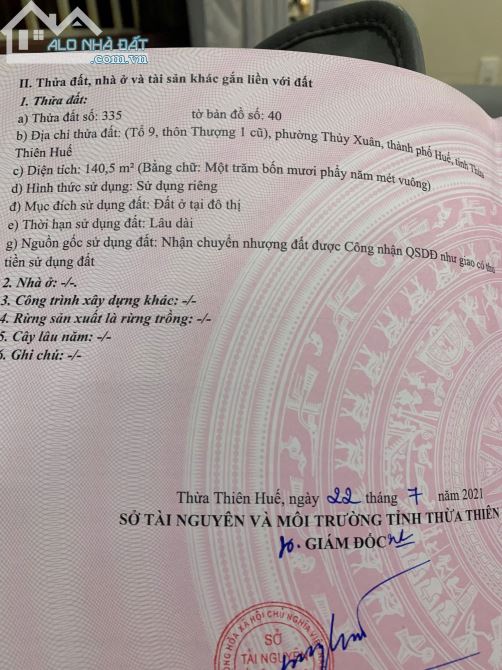 ALO NHÀ ĐẤT
.com.vn
II. Thửa đất, nhà ở và tài sản khác gắn liền với đất
1. Thửa đất:
a) Thửa đất số: 335 tờ bản đồ số: 40
b) Địa chỉ thửa đất: (Tổ 9, thôn Thượng 1 cũ), phường Thủy Xuân, thành phố Huế, tỉnh Thừa
Thiên Huế
c) Diện tích: 140,5 m² (Bằng chữ: Một trăm bốn mươi phẩy năm mét vuông)
d) Hình thức sử dụng: Sử dụng riêng
đ) Mục đích sử dụng đất: Đất ở tại đô thị
e) Thời hạn sử dụng đất: Lâu dài
g) Nguồn gốc sử dụng đất: Nhận chuyển nhượng đất được Công nhận QSDĐ như giao có thu
tiền sử dụng đất
2. Nhà ở: -/-.
3. Công trình xây dựng khác: -/-
4. Rừng sản xuất là rừng trồng: -/-
5. Cây lâu năm: -/-
6. Ghi chú: -/-
Thừa Thiên Huế, ngày 22 tháng 7 năm 2021
SỞ TÀI NGUYÊN VÀ MÔI TRƯỜNG TỈNH THỪA THIÊN
GIÁM ĐỐC
HÒA XÃ HỘI CHỦ NGHĨA
SỞ
TÀI NGUYÊN